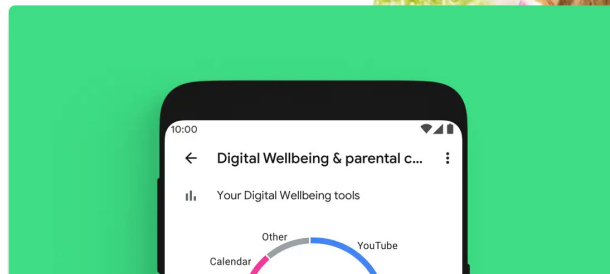 10:00
Digital Wellbeing & parental c...
Your Digital Wellbeing tools
Other
YouTube
Calendar